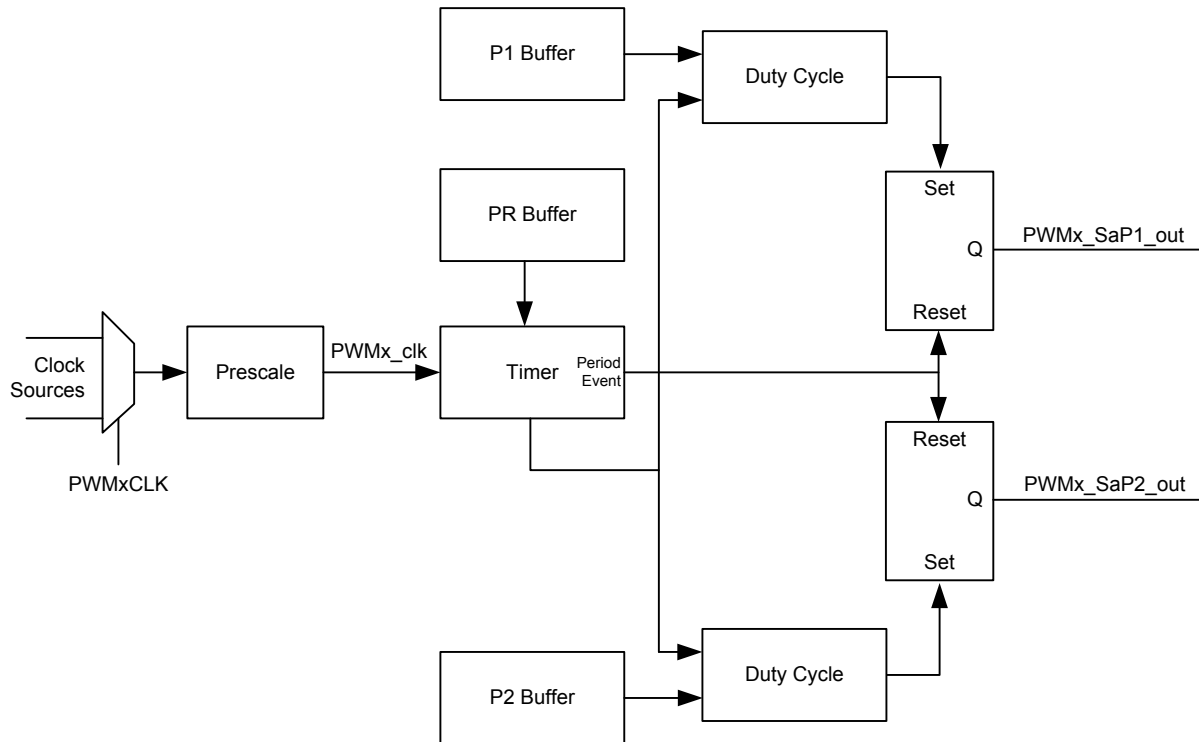 P1 Buffer
Duty Cycle
PR Buffer
Set
Q
PWMx_SaP1_out
Reset
Clock
Sources
Prescale
PWMx_clk
Timer
Period
Event
PWMxCLK
Reset
Q
PWMx_SaP2_out
Set
Duty Cycle
P2 Buffer